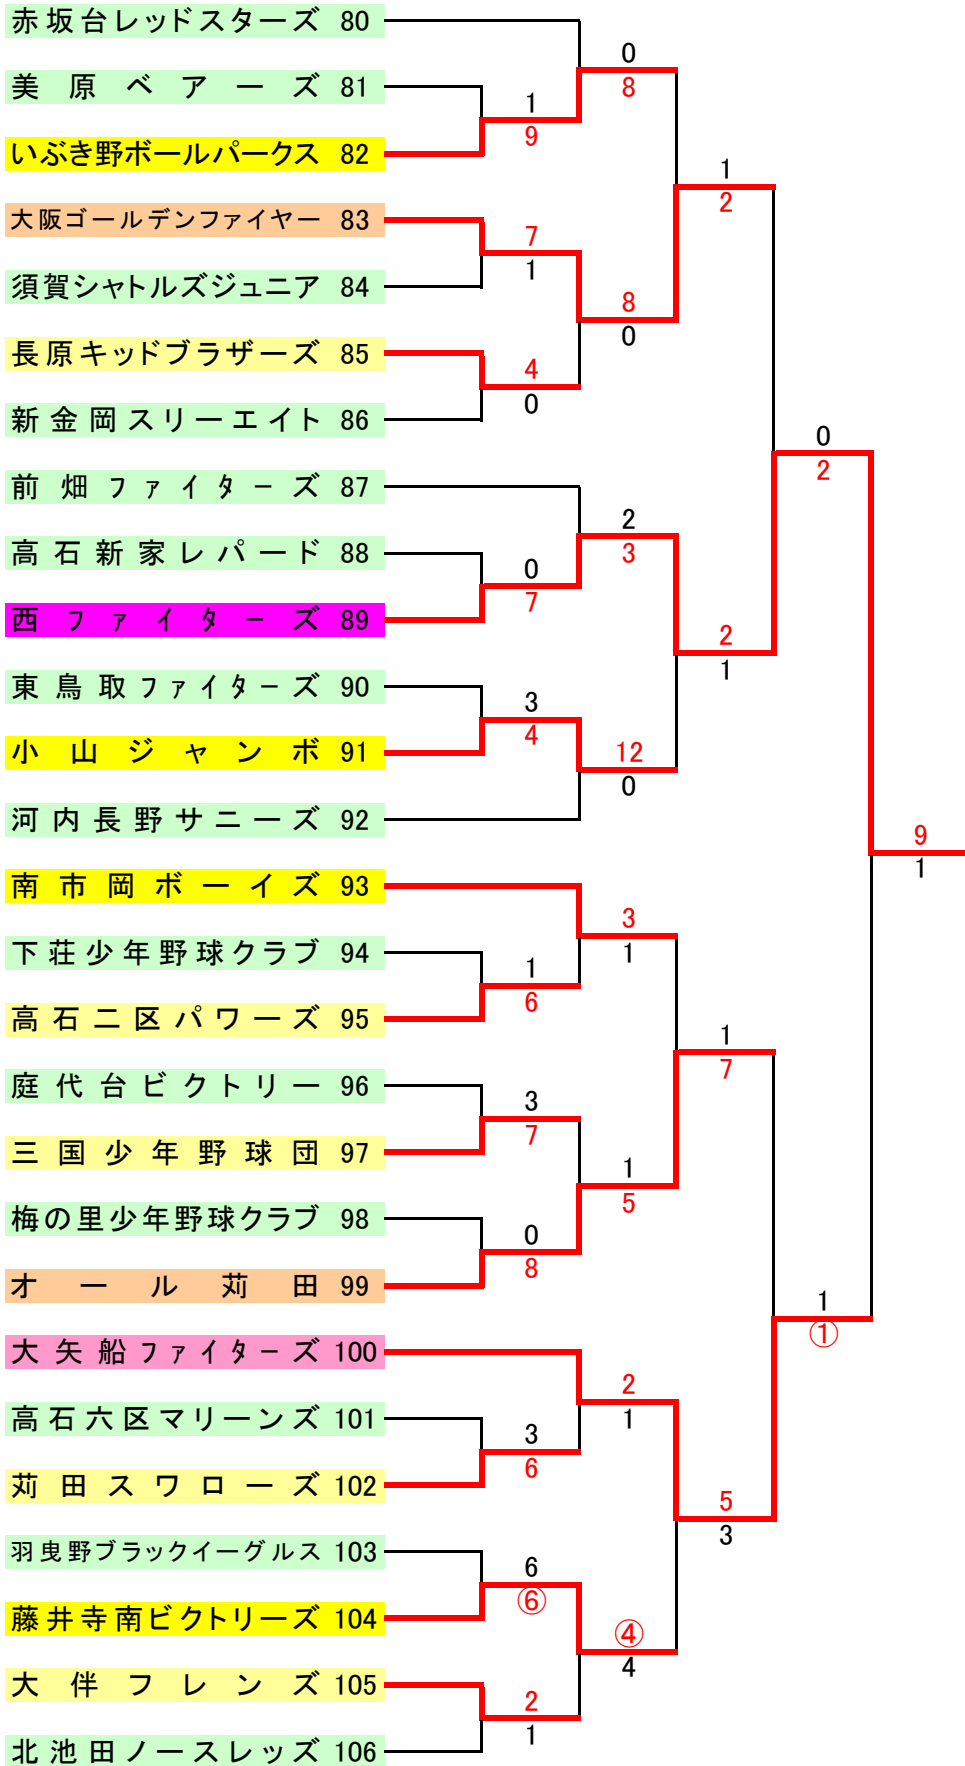 赤坂台レッドスターズ 80
0
8
美原ベアーズ 81
1
9
いぶき野ボールパークス 82
1
2
大阪ゴールデンファイヤー 83
7
1
須賀シャトルズジュニア 84
8
0
長原キッドブラザーズ 85
4
0
新金岡スリーエイト 86
0
2
前畑ファイターズ 87
2
3
高石新家レパード 88
0
7
西ファイターズ 89
2
1
東鳥取ファイターズ 90
3
4
小山ジャンボ 91
12
0
河内長野サニーズ 92
9
1
南市岡ボーイズ 93
3
1
下荘少年野球クラブ 94
1
6
高石二区パワーズ 95
1
7
庭代台ビクトリー 96
3
7
三国少年野球団 97
1
5
梅の里少年野球クラブ 98
0
8
オール苅田 99
1
①
大矢船ファイターズ 100
2
1
高石六区マリーンズ 101
3
6
苅田スワローズ 102
5
3
羽曳野ブラックイーグルス 103
6
⑥
藤井寺南ビクトリーズ 104
④
4
大伴フレンズ 105
2
1
北池田ノースレッズ 106